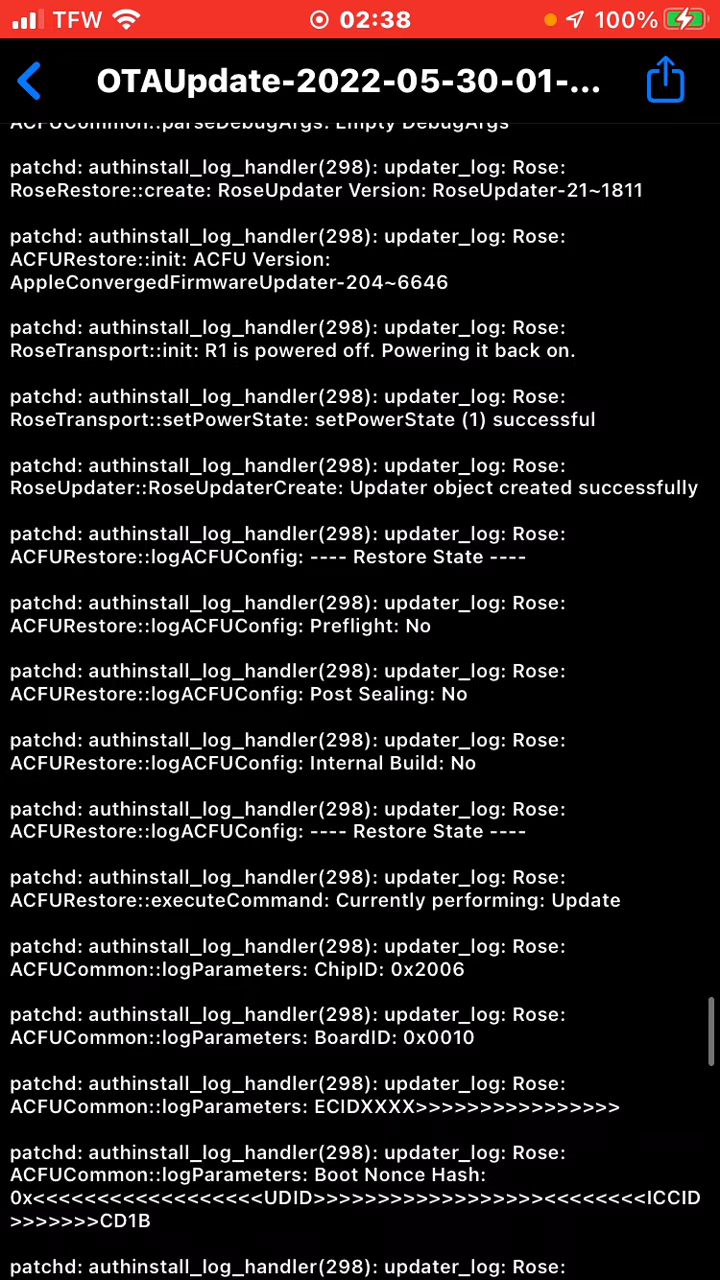 TFW
02:38
100%
OTAUpdate-2022-05-30-01-...
ACFUCommon::parseDebugArgs: Empty DebugArgs
patchd: authinstall_log_handler(298): updater_log: Rose:
RoseRestore::create: RoseUpdater Version: RoseUpdater-21~1811
patchd: authinstall_log_handler(298): updater_log: Rose:
ACFURestore::init: ACFU Version:
AppleConvergedFirmwareUpdater-204~6646
patchd: authinstall_log_handler(298): updater_log: Rose:
RoseTransport::init: R1 is powered off. Powering it back on.
patchd: authinstall_log_handler(298): updater_log: Rose:
RoseTransport::setPowerState: setPowerState (1) successful
patchd: authinstall_log_handler(298): updater_log: Rose:
RoseUpdater::RoseUpdaterCreate: Updater object created successfully
patchd: authinstall_log_handler(298): updater_log: Rose:
ACFURestore::logACFUConfig: ---- Restore State ----
patchd: authinstall_log_handler(298): updater_log: Rose:
ACFURestore::logACFUConfig: Preflight: No
patchd: authinstall_log_handler(298): updater_log: Rose:
ACFURestore::logACFUConfig: Post Sealing: No
patchd: authinstall_log_handler(298): updater_log: Rose:
ACFURestore::logACFUConfig: Internal Build: No
patchd: authinstall_log_handler(298): updater_log: Rose:
ACFURestore::logACFUConfig: ---- Restore State ----
patchd: authinstall_log_handler(298): updater_log: Rose:
ACFURestore::executeCommand: Currently performing: Update
patchd: authinstall_log_handler(298): updater_log: Rose:
ACFUCommon::logParameters: ChipID: 0x2006
patchd: authinstall_log_handler(298): updater_log: Rose:
ACFUCommon::logParameters: BoardID: 0x0010
patchd: authinstall_log_handler(298): updater_log: Rose:
ACFUCommon::logParameters: ECIDXXXX>>>>>>>>>>>>>>>>
patchd: authinstall_log_handler(298): updater_log: Rose:
ACFUCommon::logParameters: Boot Nonce Hash:
0x<<<<<<<<<<<<<<<<<<UDID>>>>>>>>>>>>>>>>>><<<<<<<<ICCID
>>>>>>>CD1B
patchd: authinstall_log_handler(298): updater_log: Rose: